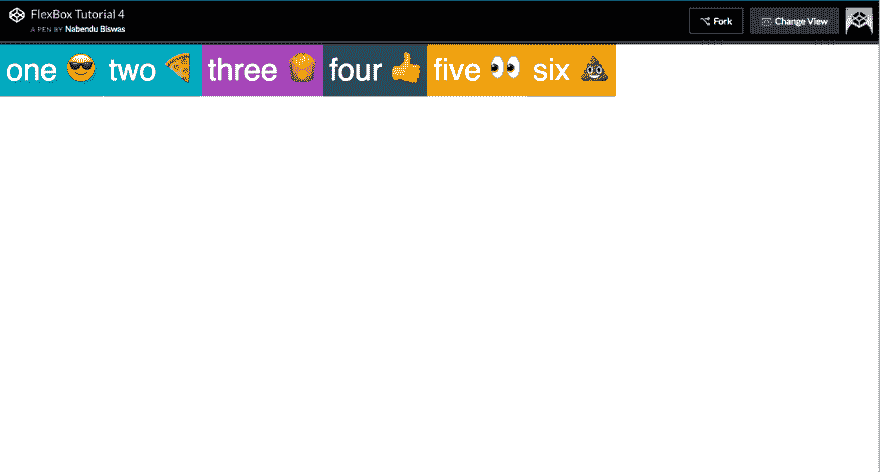 FlexBox Tutorial 4
A PEN BY Nabendu Biswas
Fork
Change View
one 😎 two 🍕 three 🍟 four 👍 five 👀 six 💩